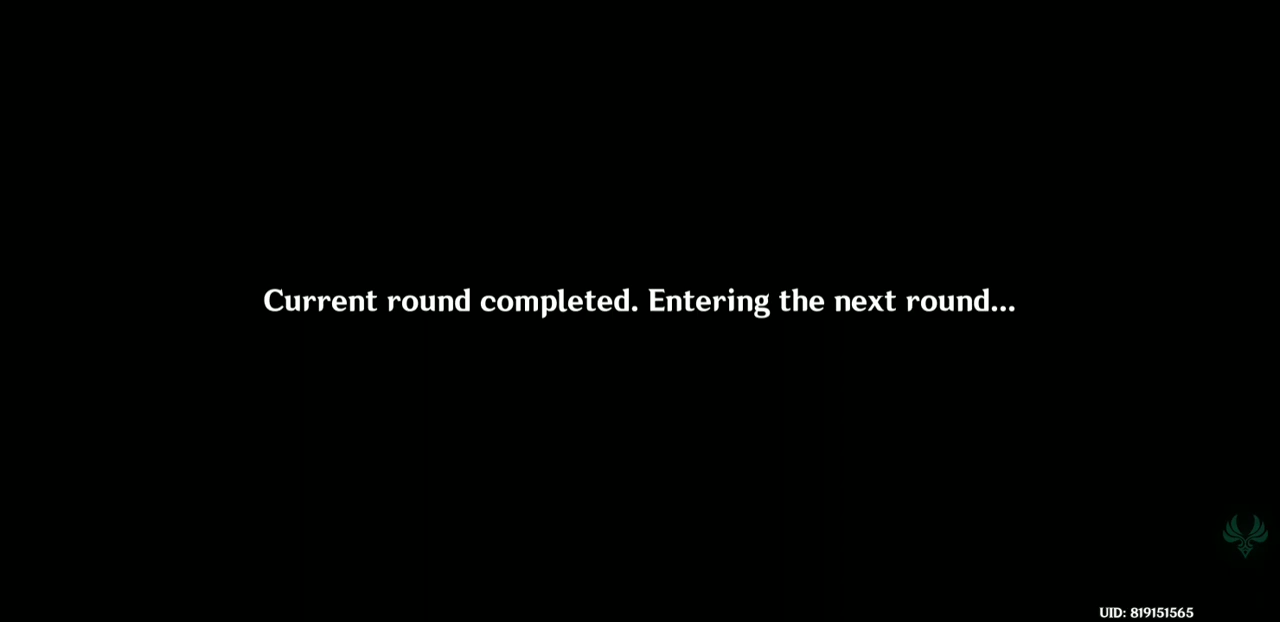 Current round completed. Entering the next round...
UID: 819151565